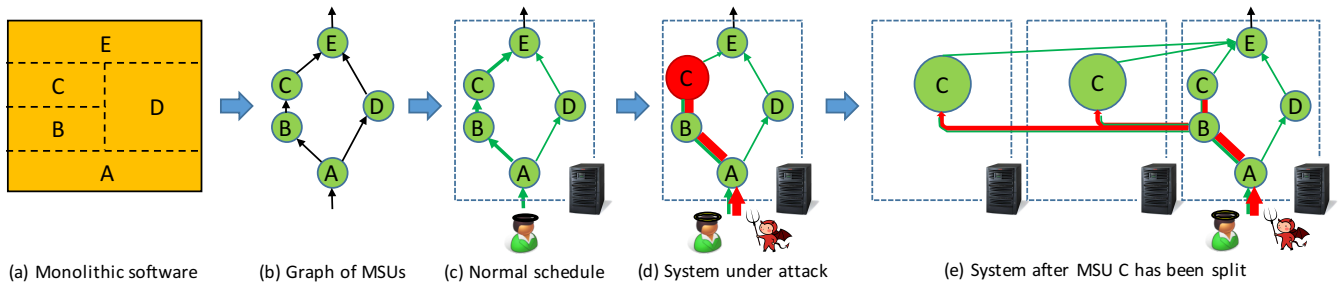 E
C
D
B
A
(a) Monolithic software
E
C
D
B
A
(b) Graph of MSUs
E
C
D
B
A
(c) Normal schedule
E
C
D
B
A
(d) System under attack
E
C
C
C
D
B
A
(e) System after MSU C has been split